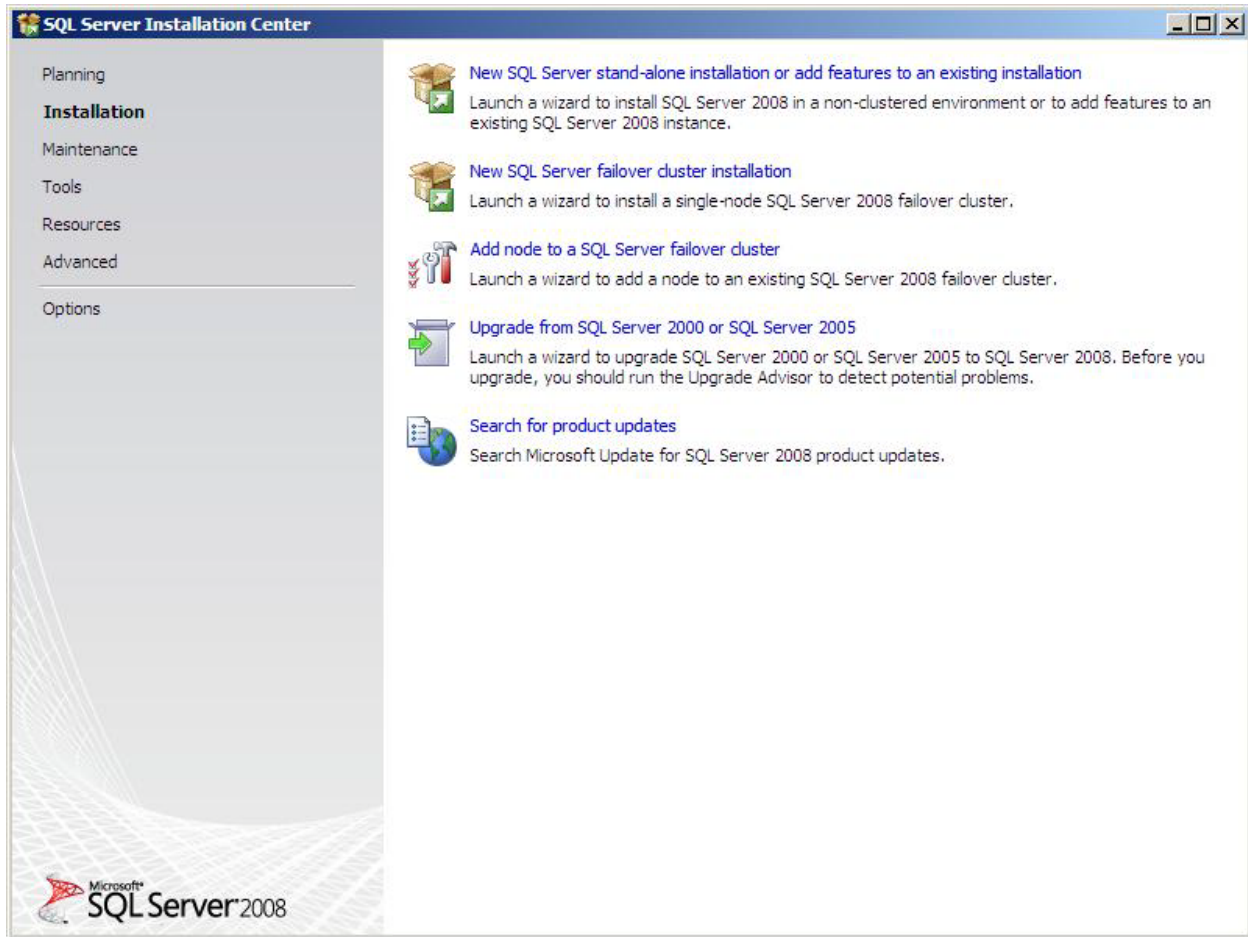 SQL Server Installation Center
Planning
Installation
Maintenance
Tools
Resources
Advanced
Options
New SQL Server stand-alone installation or add features to an existing installation
Launch a wizard to install SQL Server 2008 in a non-clustered environment or to add features to an
existing SQL Server 2008 instance.
New SQL Server failover cluster installation
Launch a wizard to install a single-node SQL Server 2008 failover cluster.
Add node to a SQL Server failover cluster
Launch a wizard to add a node to an existing SQL Server 2008 failover cluster.
Upgrade from SQL Server 2000 or SQL Server 2005
Launch a wizard to upgrade SQL Server 2000 or SQL Server 2005 to SQL Server 2008. Before you
upgrade, you should run the Upgrade Advisor to detect potential problems.
Search for product updates
Search Microsoft Update for SQL Server 2008 product updates.
Microsoft
SQL Server 2008